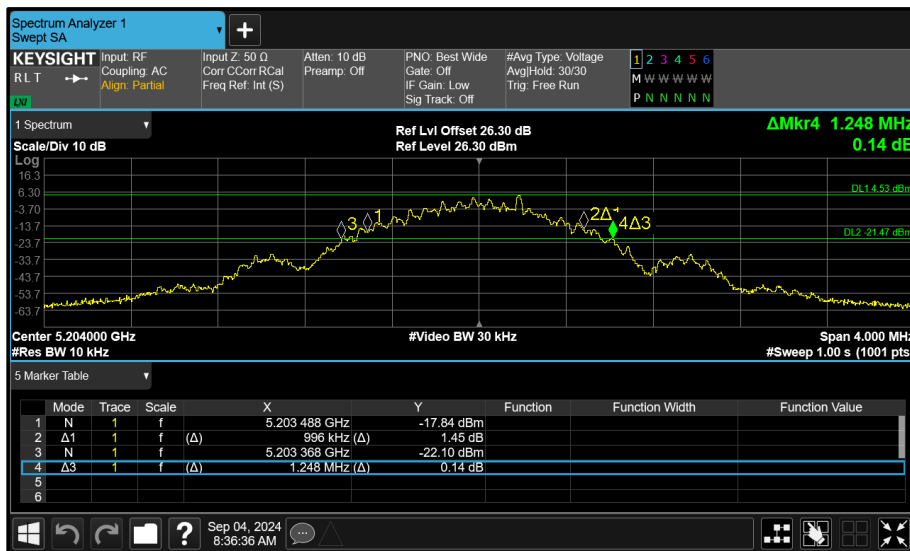 Spectrum Analyzer 1
Swept SA
KEYSIGHT
R L T
LXI
Input: RF
Coupling: AC
Align: Partial
Input Z: 50 Ω
Corr CCorr RCal
Freq Ref: Int (S)
Atten: 10 dB
Preamp: Off
PNO: Best Wide
Gate: Off
IF Gain: Low
Sig Track: Off
#Avg Type: Voltage
Avg|Hold: 30/30
Trig: Free Run
1 2 3 4 5 6
M W W W W W
P N N N N N
1 Spectrum
Scale/Div 10 dB
Ref Lvl Offset 26.30 dB
Ref Level 26.30 dBm
ΔMkr4 1.248 MHz
0.14 dB
Log
16.3
6.30
-3.70
-13.7
-23.7
-33.7
-43.7
-53.7
-63.7
DL1 4.53 dBm
DL2 -21.47 dBm
3
1
2Δ1
4Δ3
Center 5.204000 GHz
#Video BW 30 kHz
Span 4.000 MHz
#Res BW 10 kHz
#Sweep 1.00 s (1001 pts
5 Marker Table
Mode Trace Scale X Y Function Function Width Function Value
1 N 1 f 5.203 488 GHz -17.84 dBm
2 Δ1 1 f (Δ) 996 kHz (Δ) 1.45 dB
3 N 1 f 5.203 368 GHz -22.10 dBm
4 Δ3 1 f (Δ) 1.248 MHz (Δ) 0.14 dB
5
6
?
Sep 04, 2024
8:36:36 AM